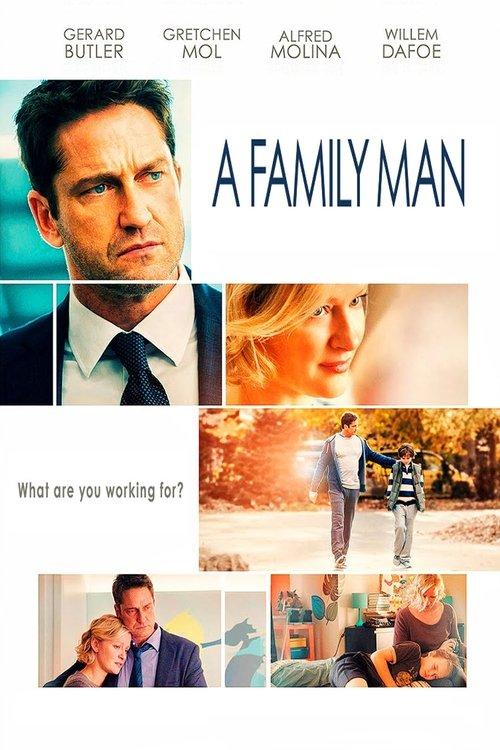 GERARD BUTLER
GRETCHEN MOL
ALFRED MOLINA
WILLEM DAFOE
A FAMILY MAN
What are you working for?